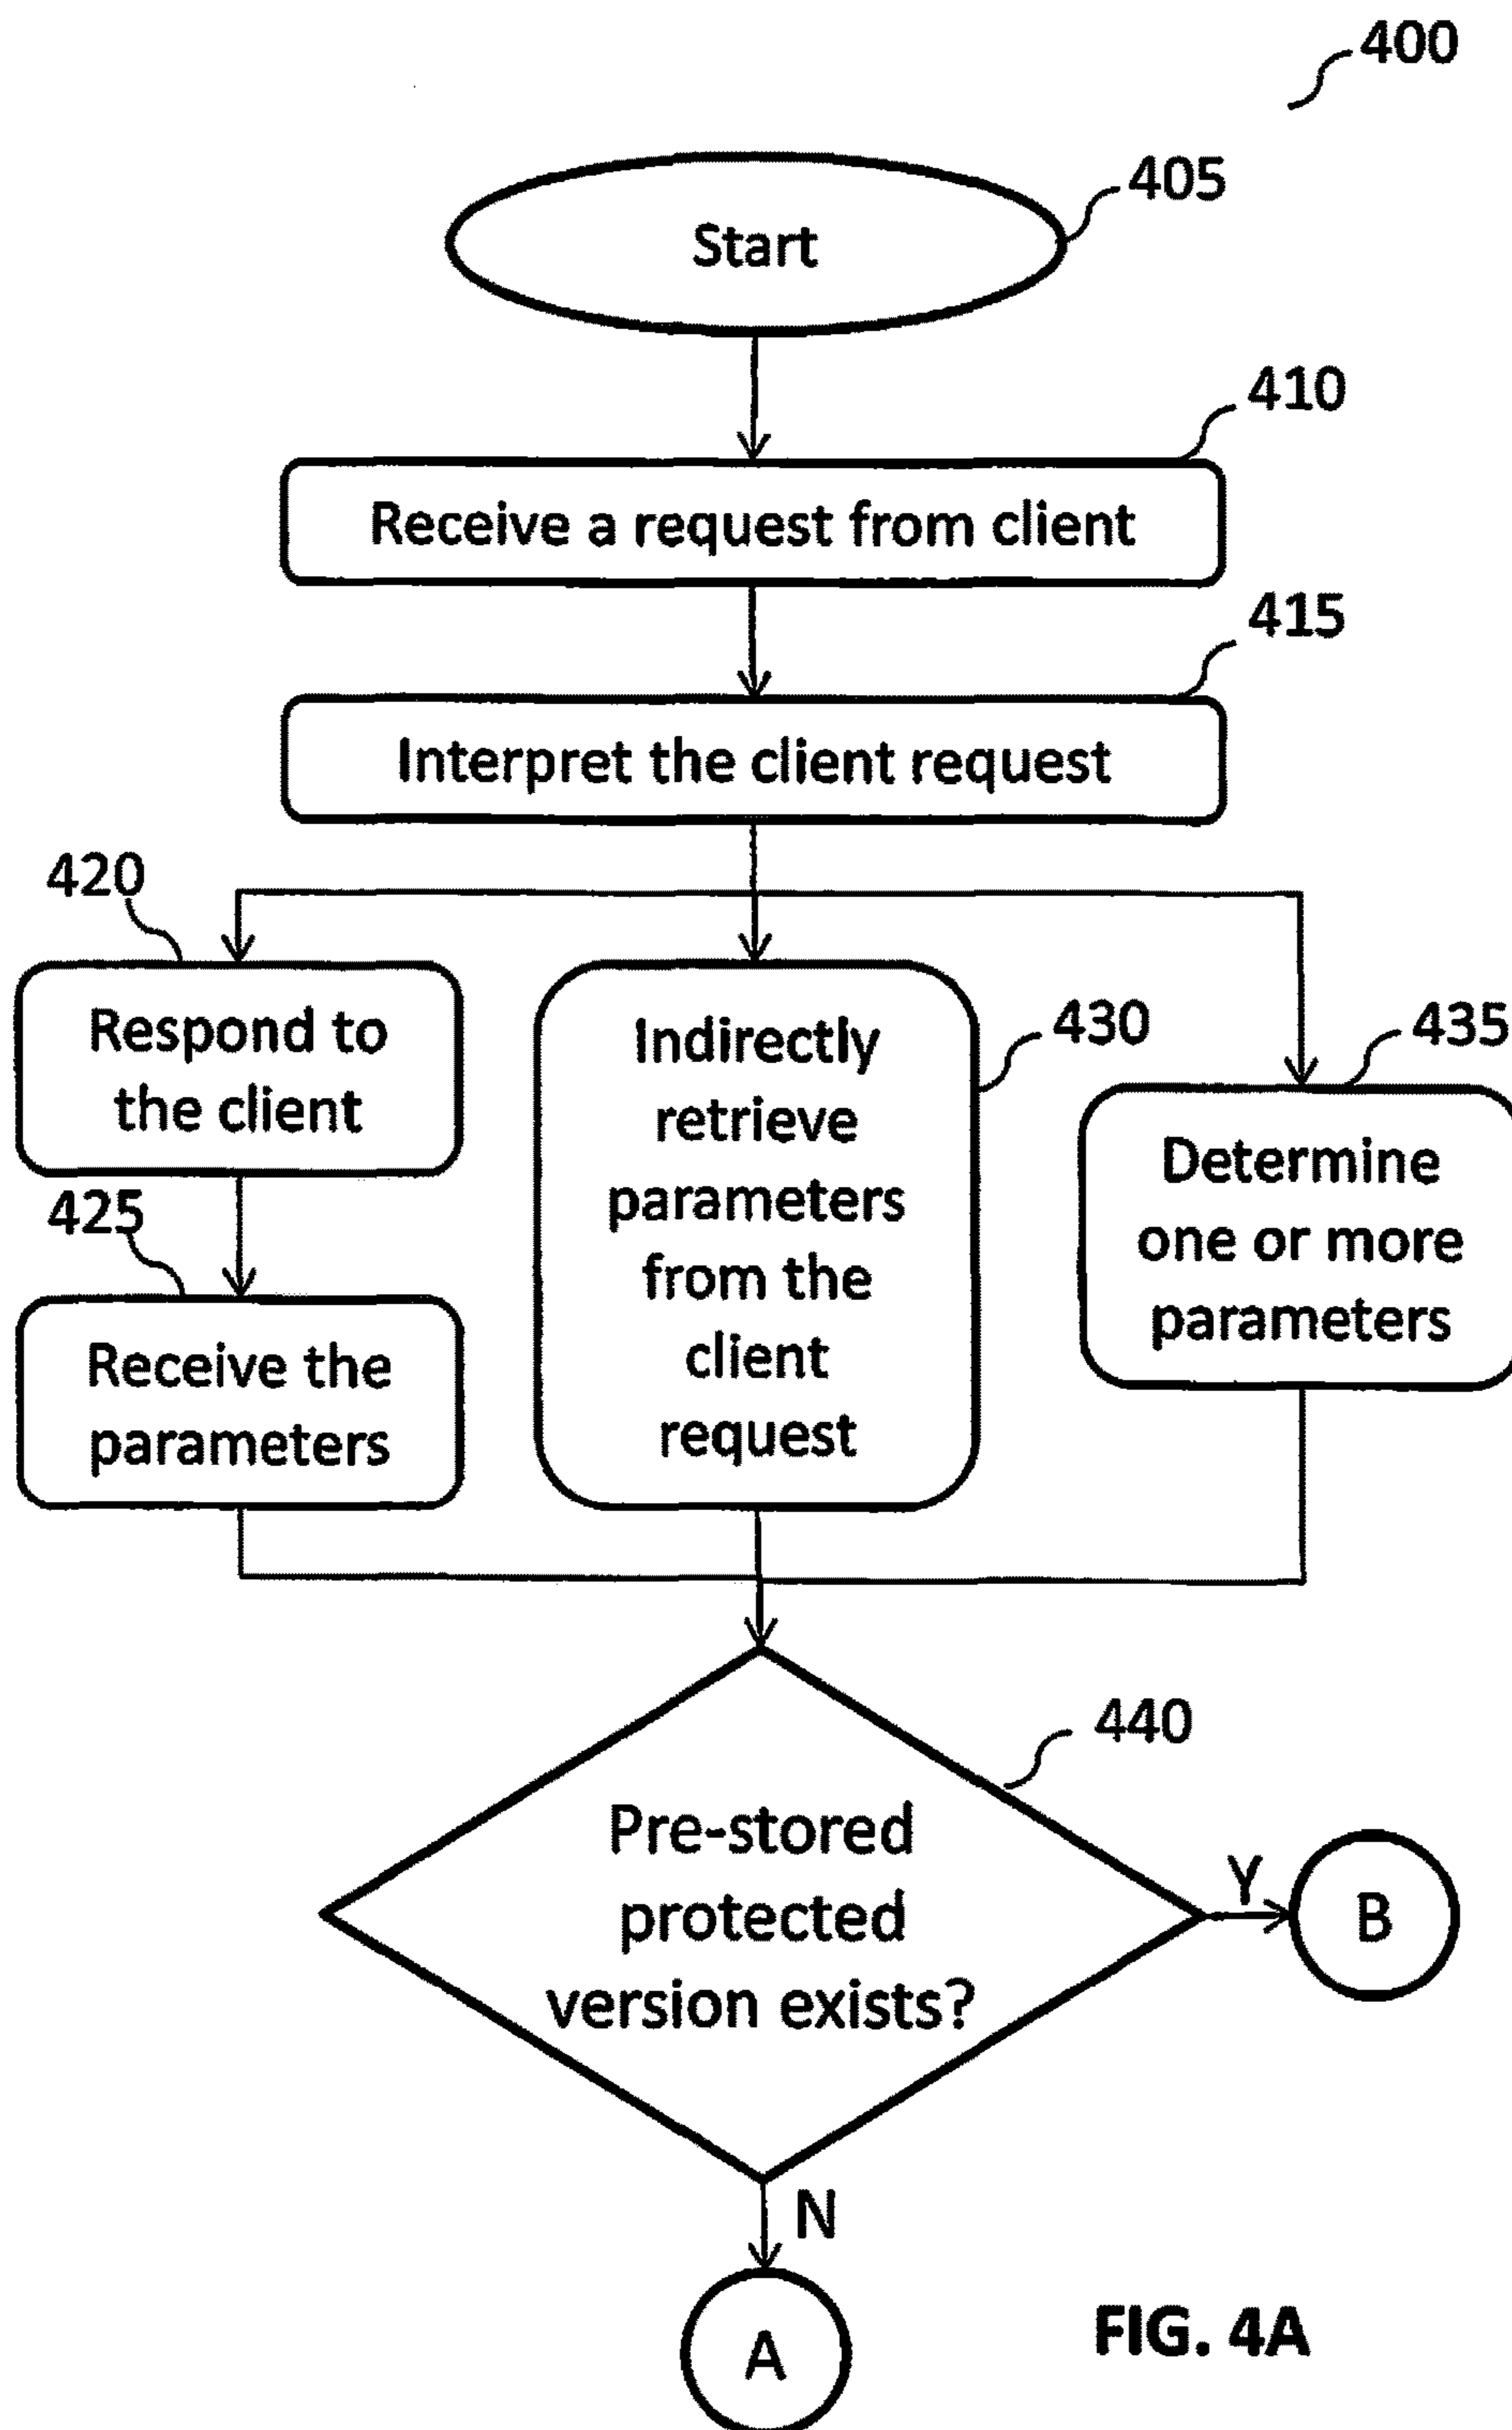 400
405
Start
410
Receive a request from client
415
Interpret the client request
420
Respond to
the client
425
Receive the
parameters
430
Indirectly
retrieve
parameters
from the
client
request
435
Determine
one or more
parameters
440
Pre-stored
protected
version exists?
Y
B
N
A
FIG. 4A